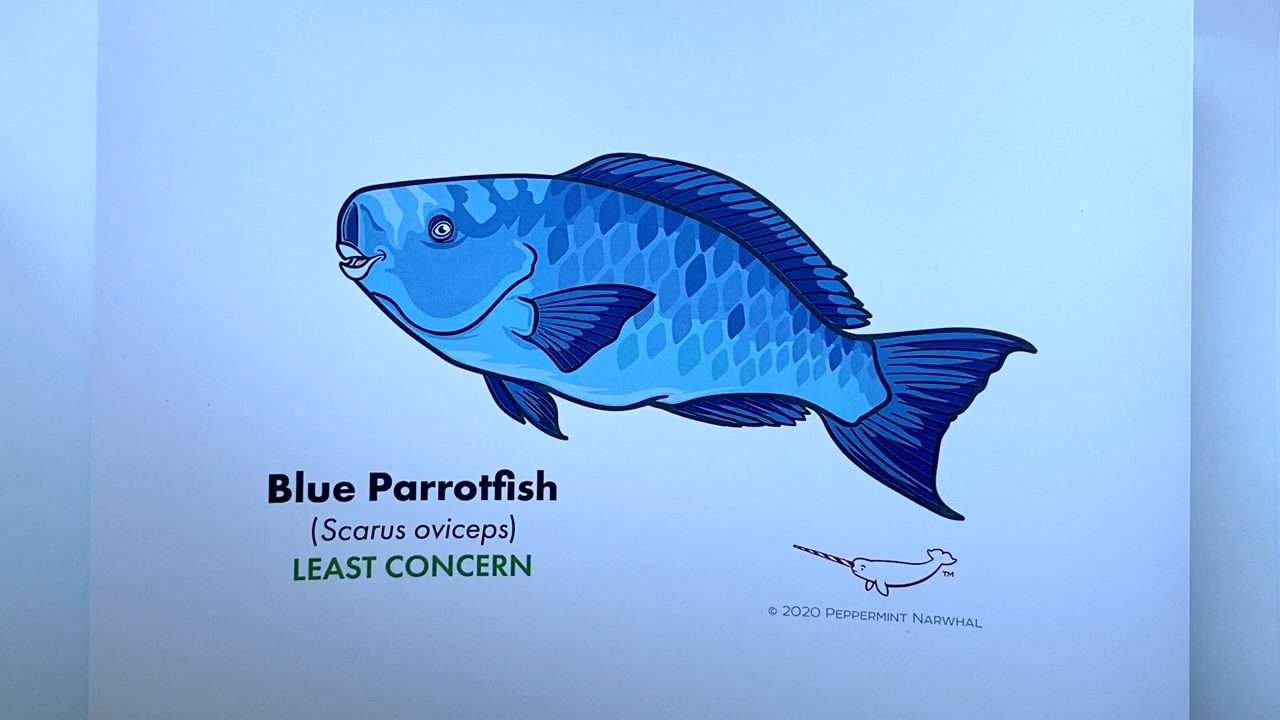 Blue Parrotfish
(Scarus oviceps)
LEAST CONCERN
TM
© 2020 PEPPERMINT NARWHAL